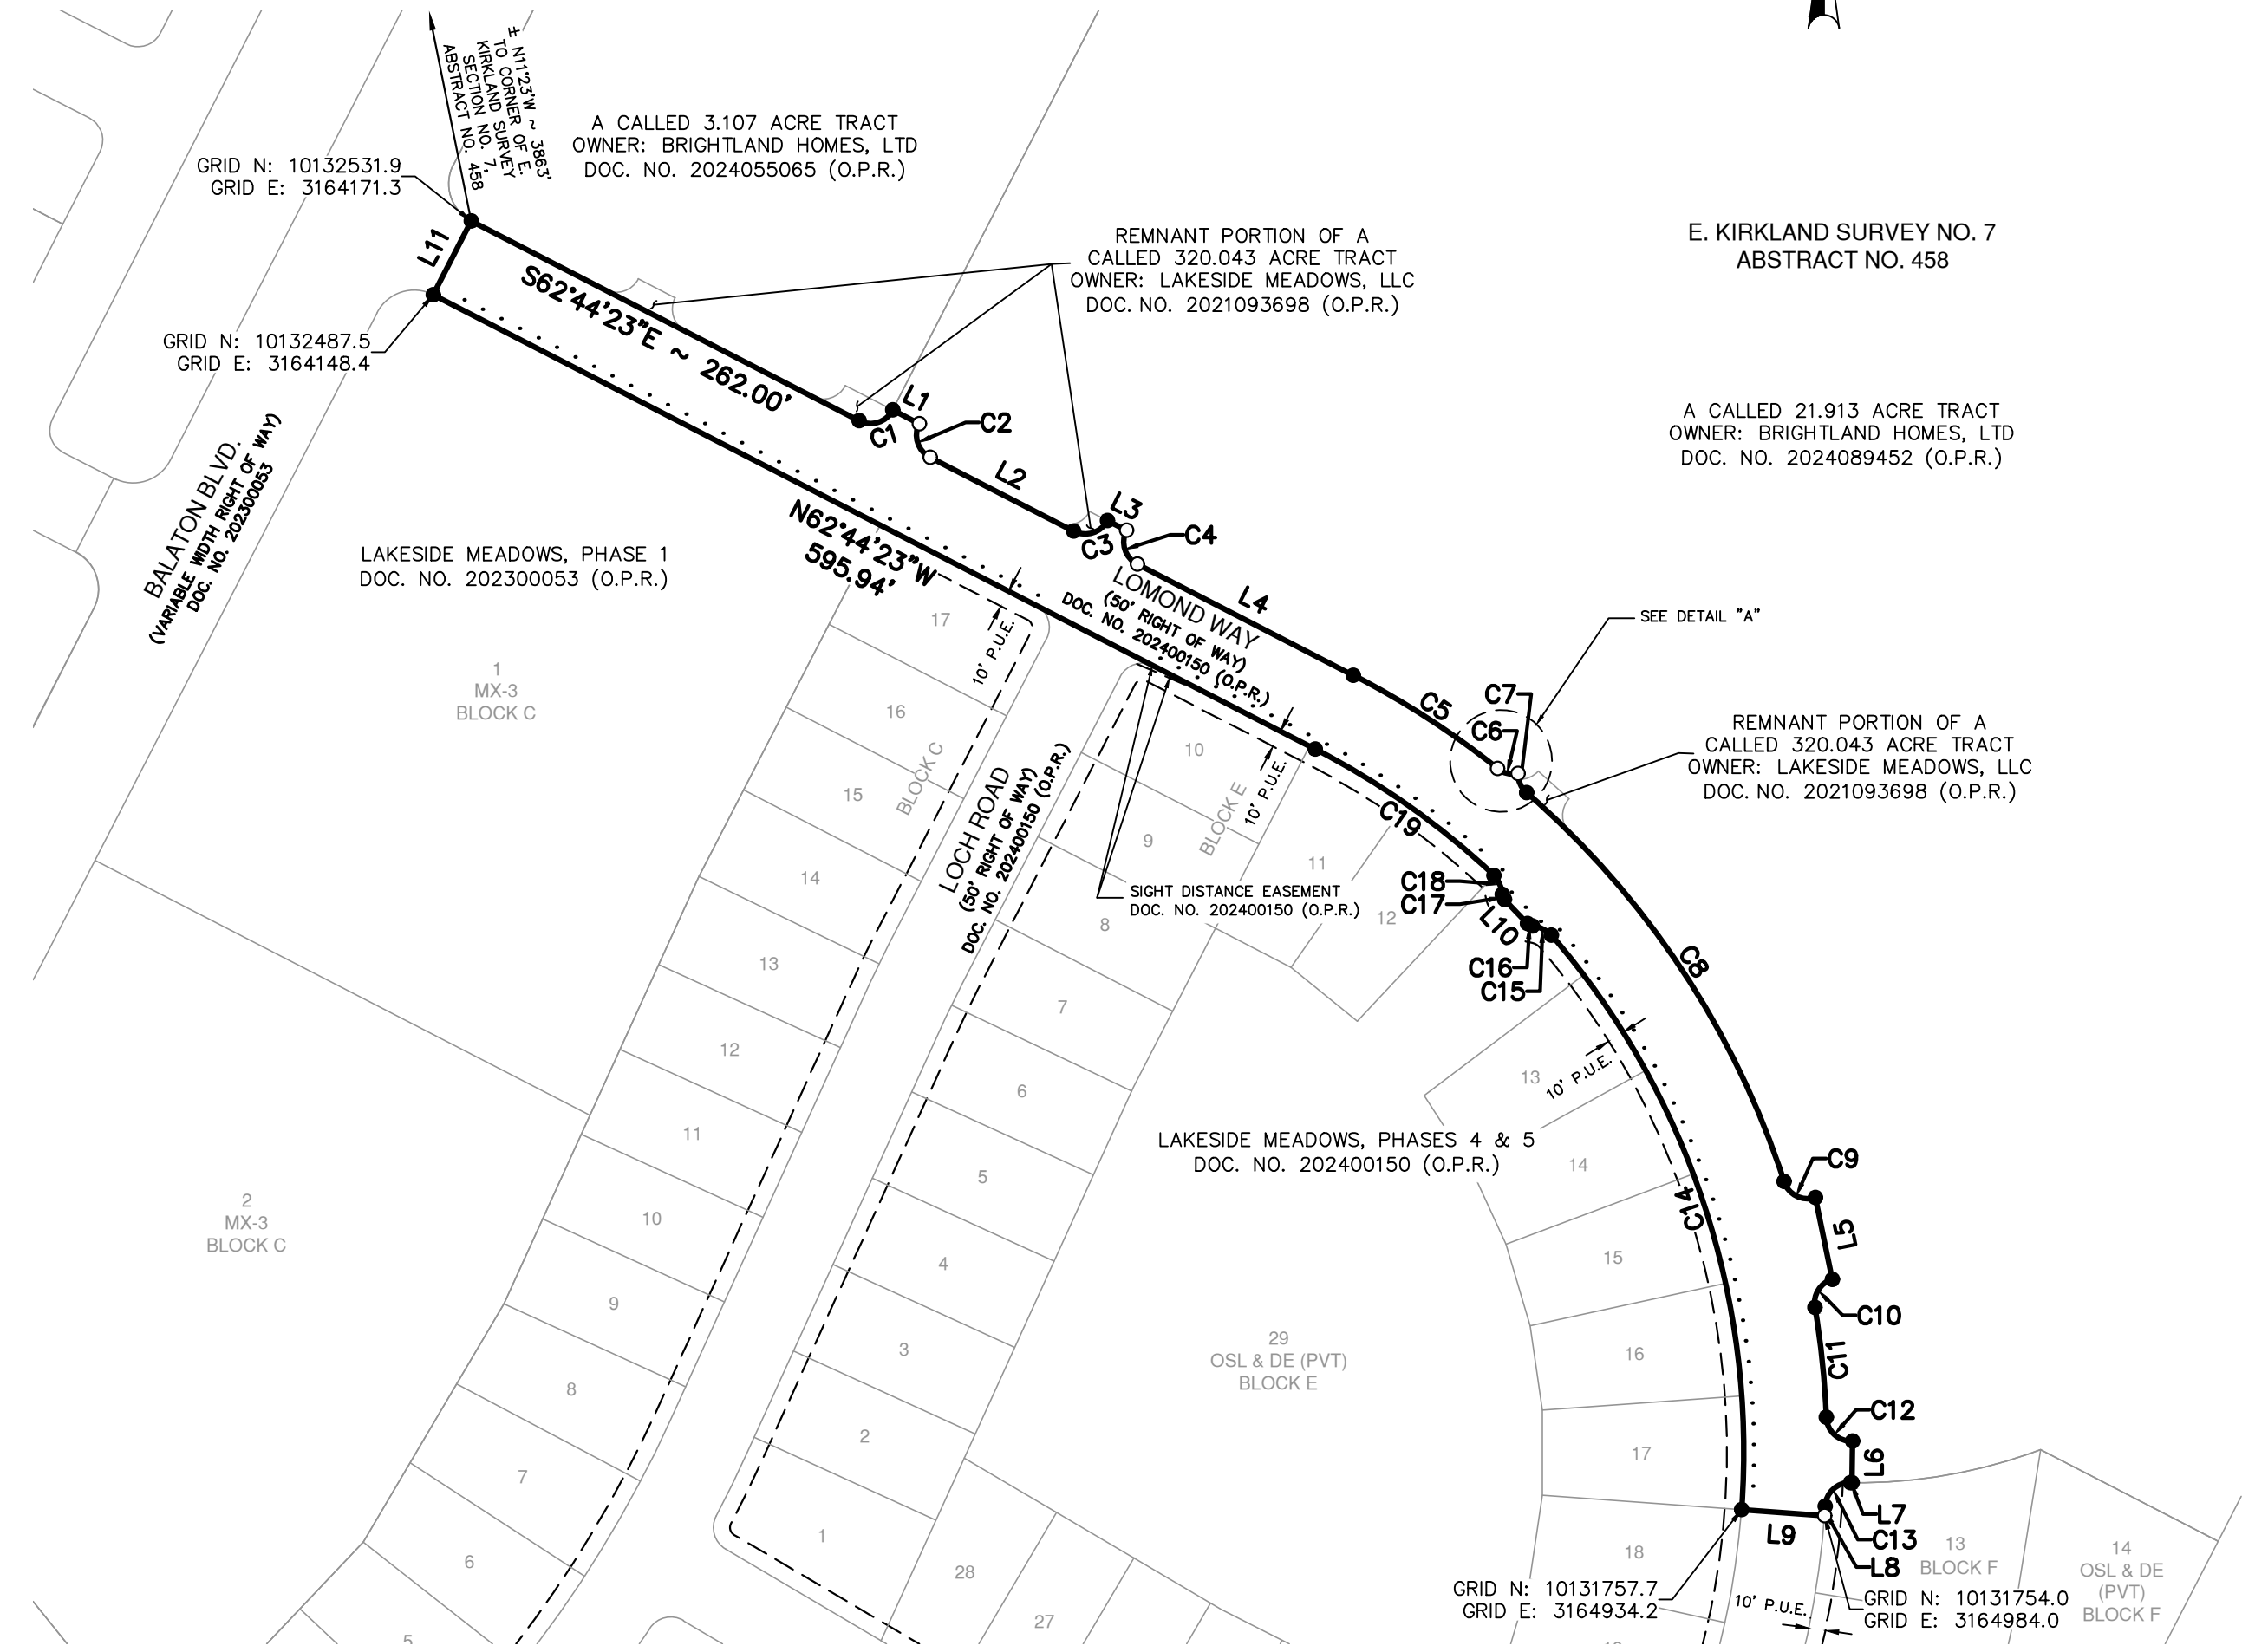 ± N11°23'W ~ 3863'
TO CORNER OF E.
KIRKLAND SURVEY
SECTION NO. 7,
ABSTRACT NO. 458
A CALLED 3.107 ACRE TRACT
OWNER: BRIGHTLAND HOMES, LTD
DOC. NO. 2024055065 (O.P.R.)
GRID N: 10132531.9
GRID E: 3164171.3
L11
GRID N: 10132487.5
GRID E: 3164148.4
S62°44'23"E ~ 262.00'
REMNANT PORTION OF A
CALLED 320.043 ACRE TRACT
OWNER: LAKESIDE MEADOWS, LLC
DOC. NO. 2021093698 (O.P.R.)
E. KIRKLAND SURVEY NO. 7
ABSTRACT NO. 458
A CALLED 21.913 ACRE TRACT
OWNER: BRIGHTLAND HOMES, LTD
DOC. NO. 2024089452 (O.P.R.)
L1
C1
C2
L2
L3
C3
C4
L4
BALATON BLVD.
(VARIABLE WIDTH RIGHT OF WAY)
DOC. NO. 202300053
LAKESIDE MEADOWS, PHASE 1
DOC. NO. 202300053 (O.P.R.)
N62°44'23"W
595.94'
LOMOND WAY
(50' RIGHT OF WAY)
DOC. NO. 202400150 (O.P.R.)
SEE DETAIL "A"
C5
C7
C6
REMNANT PORTION OF A
CALLED 320.043 ACRE TRACT
OWNER: LAKESIDE MEADOWS, LLC
DOC. NO. 2021093698 (O.P.R.)
1
MX-3
BLOCK C
17
10' P.U.E.
16
15
BLOCK C
14
13
12
11
10
9
8
7
6
5
LOCH ROAD
(50' RIGHT OF WAY)
DOC. NO. 202400150 (O.P.R.)
10
10' P.U.E.
9
BLOCK E
11
12
8
7
6
5
4
3
2
1
SIGHT DISTANCE EASEMENT
DOC. NO. 202400150 (O.P.R.)
C19
C18
C17
L10
C16
C15
C8
10' P.U.E.
13
14
15
16
17
18
LAKESIDE MEADOWS, PHASES 4 & 5
DOC. NO. 202400150 (O.P.R.)
C14
C9
L5
C10
C11
C12
L6
L7
C13
L8
L9
2
MX-3
BLOCK C
29
OSL & DE (PVT)
BLOCK E
28
27
GRID N: 10131757.7
GRID E: 3164934.2
10' P.U.E.
GRID N: 10131754.0
GRID E: 3164984.0
13
BLOCK F
14
OSL & DE
(PVT)
BLOCK F